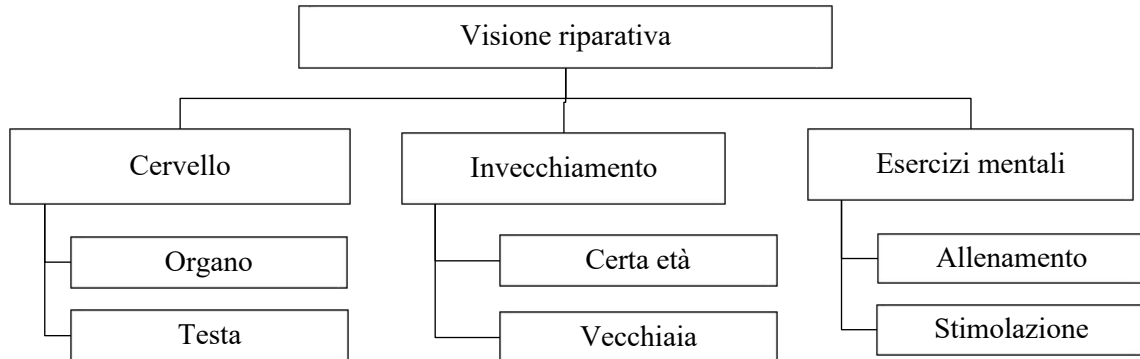 Visione riparativa
Cervello
Invecchiamento
Esercizi mentali
Organo
Certa età
Allenamento
Testa
Vecchiaia
Stimolazione